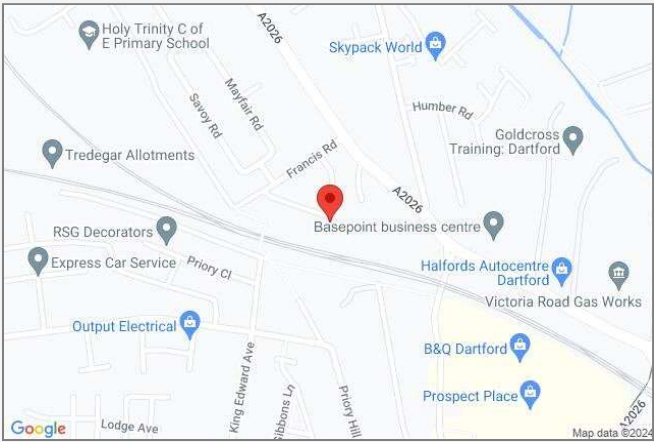 Holy Trinity C of
E Primary School
A2026
Skypack World
Mayfair Rd
Savoy Rd
Humber Rd
Goldcross
Training: Dartford
Tredegar Allotments
Francis Rd
A2026
Basepoint business centre
RSG Decorators
Express Car Service
Priory Cl
Halfords Autocentre
Dartford
Victoria Road Gas Works
Output Electrical
B&Q Dartford
King Edward Ave
Gibbons Ln
Priory Hill
Prospect Place
A2026
Lodge Ave
Google
Map data ©2024